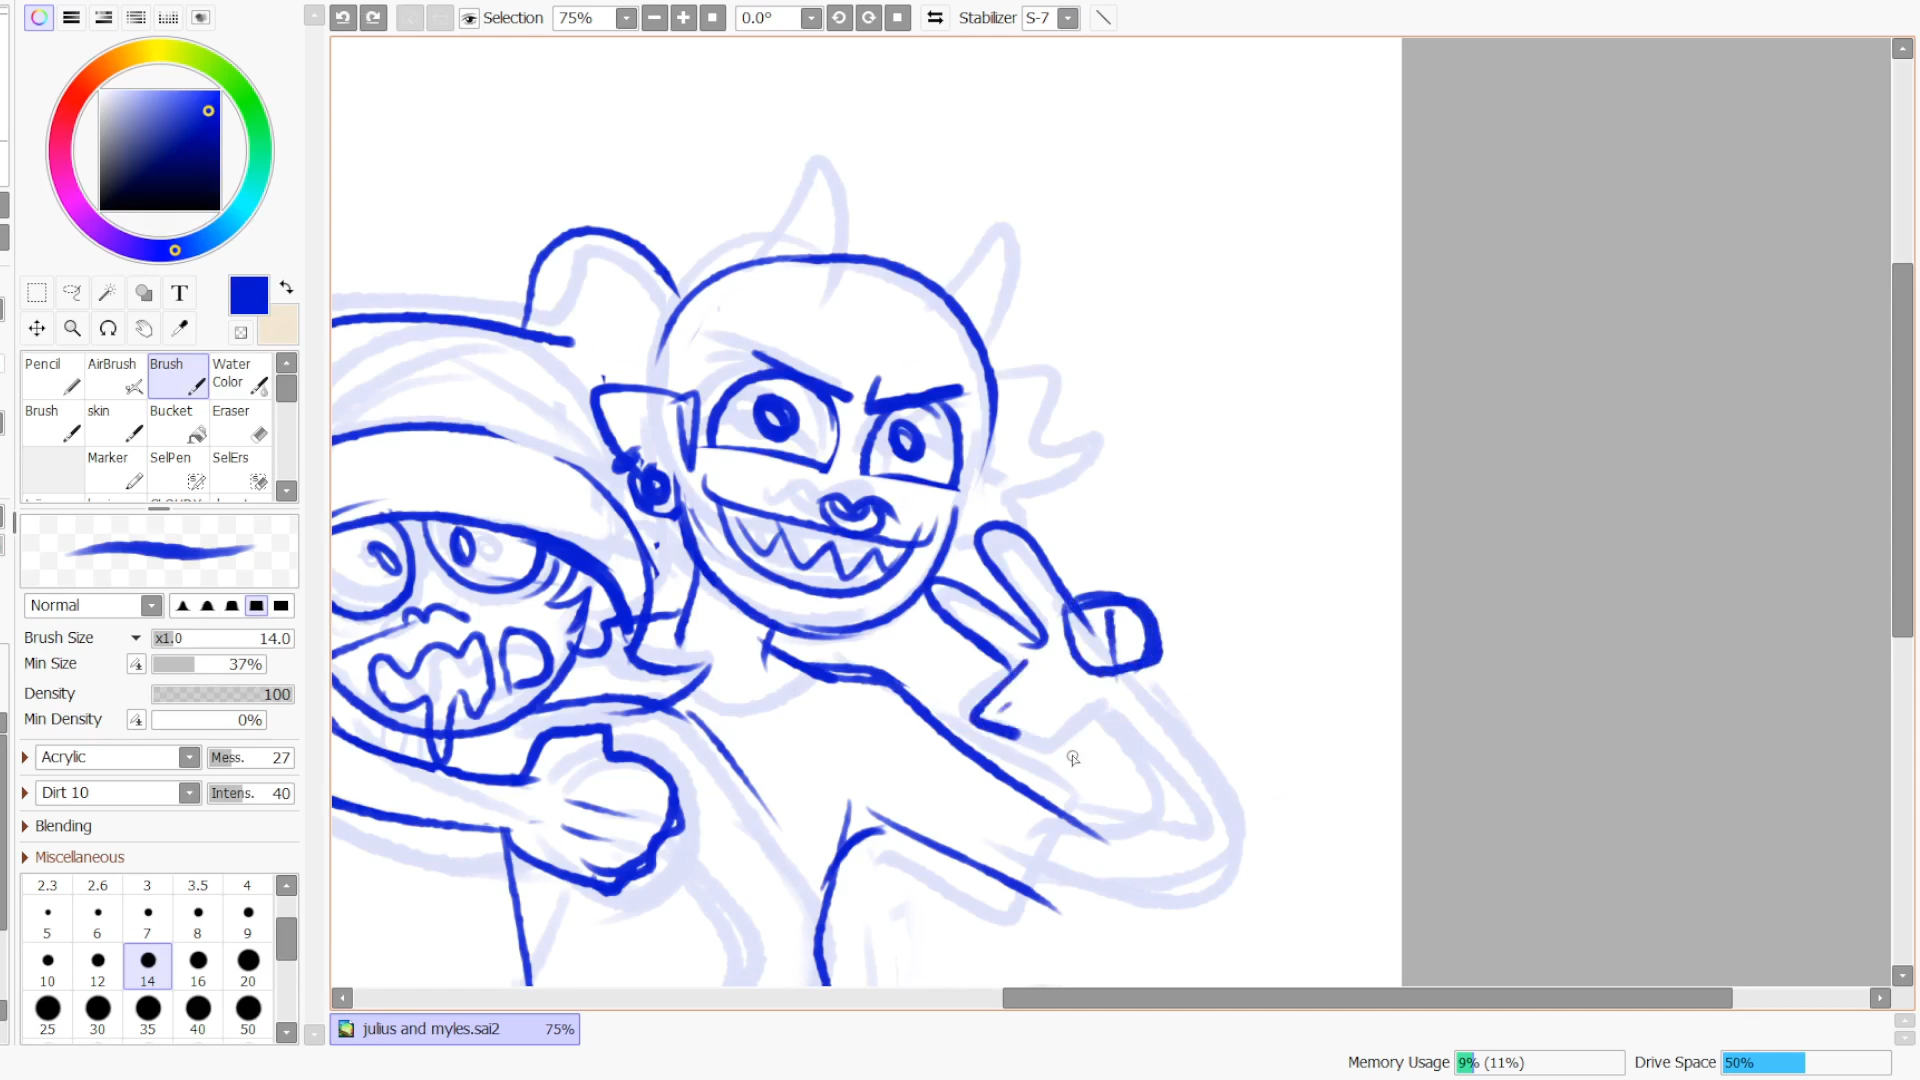 Selection 75% 0.0° Stabilizer S-7
T
Pencil AirBrush Brush Water Color
Brush skin Bucket Eraser
Marker SelPen SelErs
Normal
Brush Size x1.0 14.0
Min Size 37%
Density 100
Min Density 0%
Acrylic Mess. 27
Dirt 10 Intens. 40
Blending
Miscellaneous
2.3 2.6 3 3.5 4
5 6 7 8 9
10 12 14 16 20
25 30 35 40 50
julius and myles.sai2 75%
Memory Usage 9% (11%) Drive Space 50%